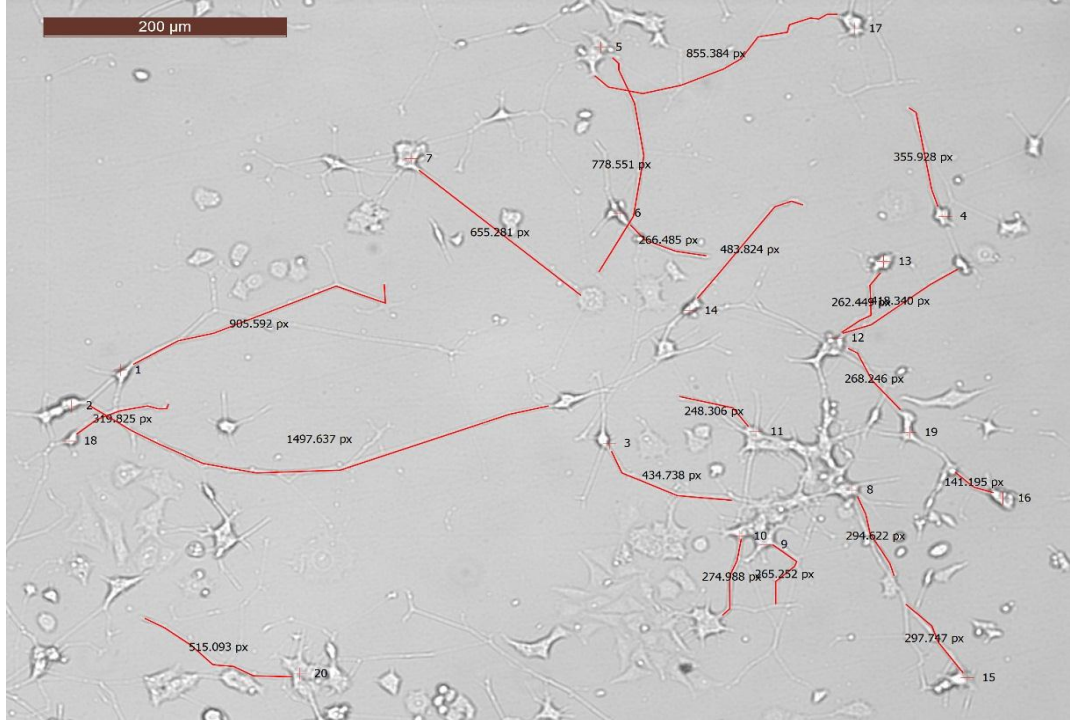 200 µm
17
5
855.384 px
7
778.551 px
355.928 px
6
4
655.281 px
266.485 px
483.824 px
13
262.449 px
418.340 px
14
905.592 px
12
1
268.246 px
2
319.825 px
248.306 px
11
19
18
1497.637 px
3
434.738 px
141.195 px
8
16
10
9
294.622 px
274.988 px
265.252 px
297.747 px
515.093 px
20
15